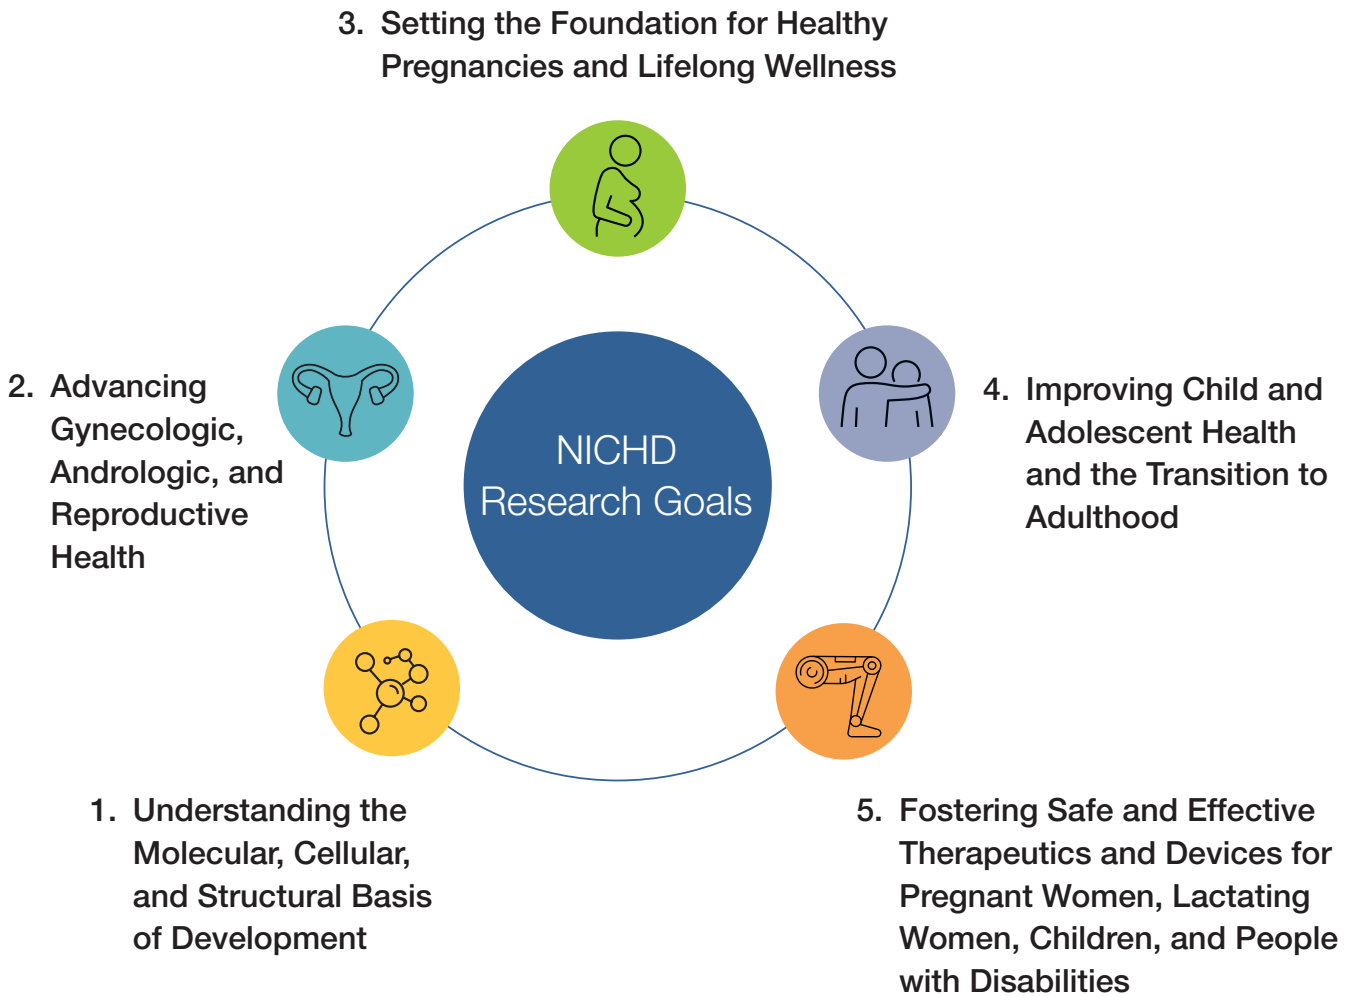 3. Setting the Foundation for Healthy
Pregnancies and Lifelong Wellness
2. Advancing
Gynecologic,
Andrologic, and
Reproductive
Health
NICHD
Research Goals
4. Improving Child and
Adolescent Health
and the Transition to
Adulthood
1. Understanding the
Molecular, Cellular,
and Structural Basis
of Development
5. Fostering Safe and Effective
Therapeutics and Devices for
Pregnant Women, Lactating
Women, Children, and People
with Disabilities